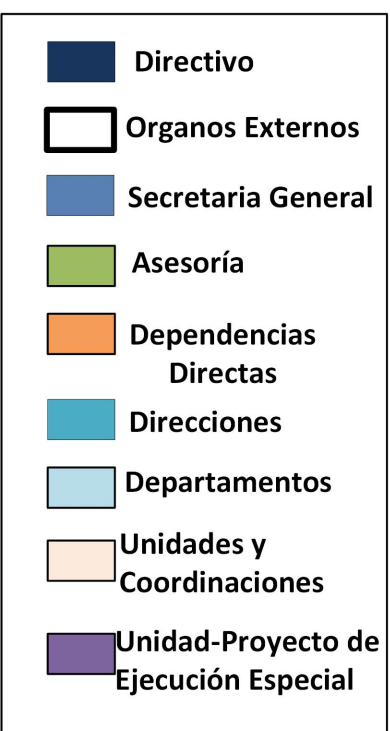 Directivo
Organos Externos
Secretaria General
Asesoría
Dependencias
Directas
Direcciones
Departamentos
Unidades y
Coordinaciones
Unidad-Proyecto de
Ejecución Especial